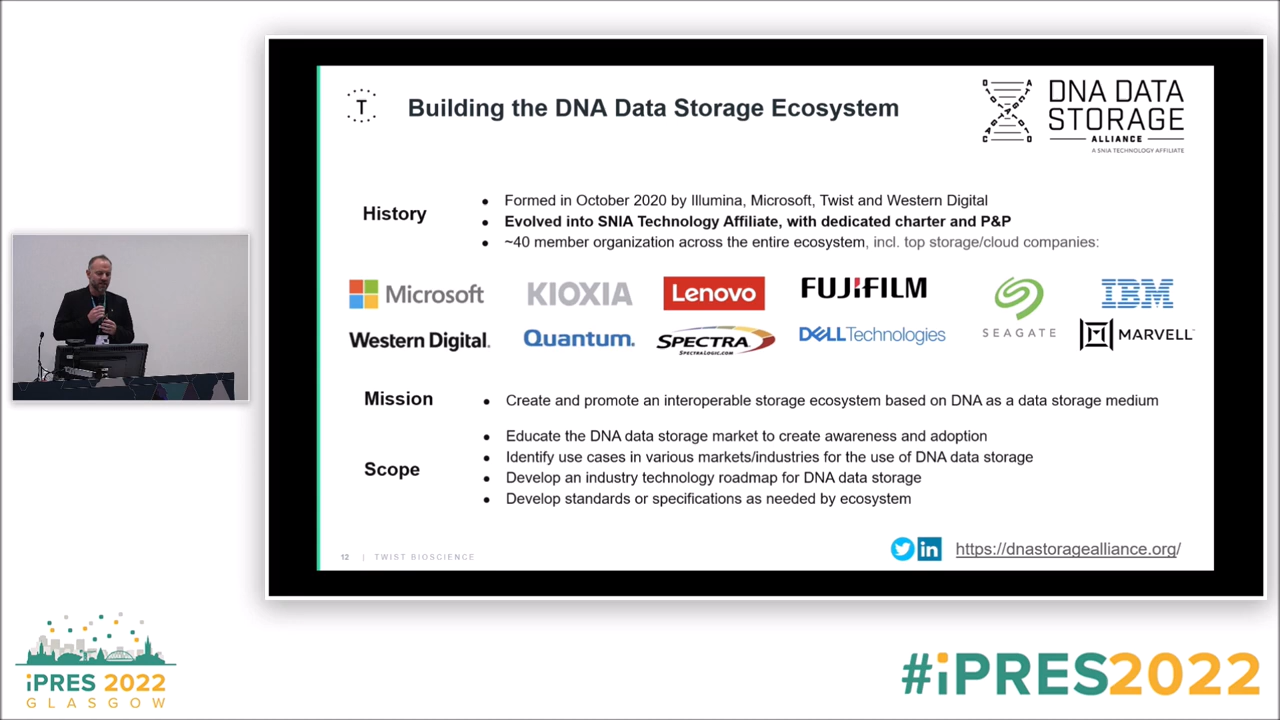 T
Building the DNA Data Storage Ecosystem
DNA DATA
STORAGE
ALLIANCE
A SNIA TECHNOLOGY AFFILIATE
History
• Formed in October 2020 by Illumina, Microsoft, Twist and Western Digital
• Evolved into SNIA Technology Affiliate, with dedicated charter and P&P
• ~40 member organization across the entire ecosystem, incl. top storage/cloud companies:
Microsoft
KIOXIA
Lenovo
FUJIFILM
SEAGATE
IBM
Western Digital.
Quantum.
SPECTRA
SPECTRALOGIC.COM
DELL Technologies
MARVELL
Mission
• Create and promote an interoperable storage ecosystem based on DNA as a data storage medium
Scope
• Educate the DNA data storage market to create awareness and adoption
• Identify use cases in various markets/industries for the use of DNA data storage
• Develop an industry technology roadmap for DNA data storage
• Develop standards or specifications as needed by ecosystem
12 | TWIST BIOSCIENCE
in
https://dnastoragealliance.org/
iPRES 2022
GLASGOW
#iPRES2022